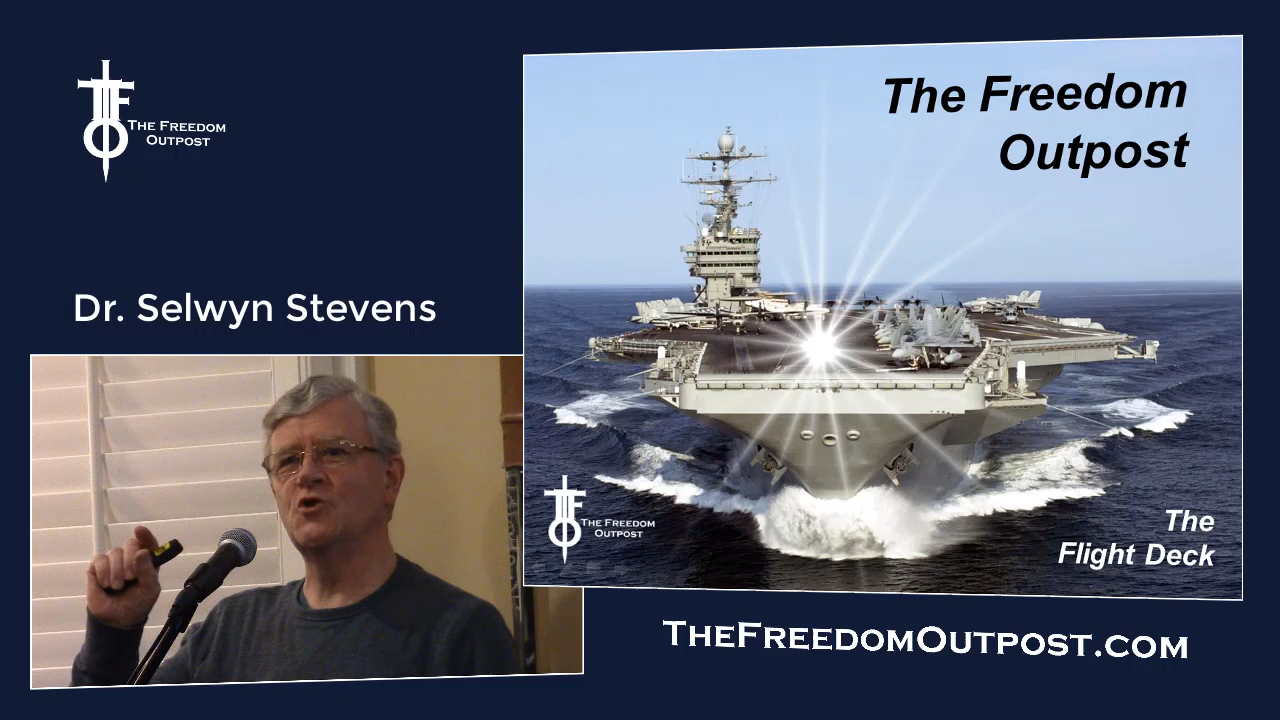 The Freedom
Outpost
The Freedom
Outpost
Dr. Selwyn Stevens
The Freedom
Outpost
The
Flight Deck
TheFreedomOutpost.com